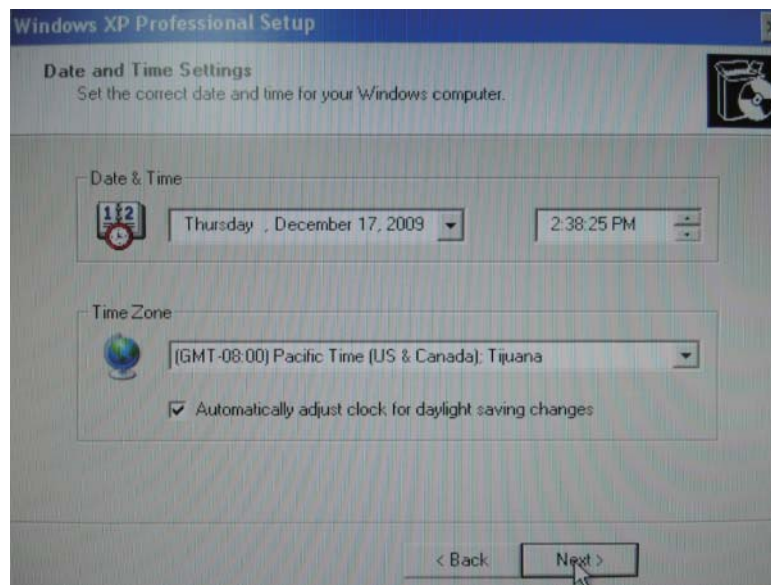 Windows XP Professional Setup
Date and Time Settings
Set the correct date and time for your Windows computer.
Date & Time
Thursday , December 17, 2009
2:38:25 PM
Time Zone
(GMT-08:00) Pacific Time (US & Canada); Tijuana
Automatically adjust clock for daylight saving changes
< Back
Next >